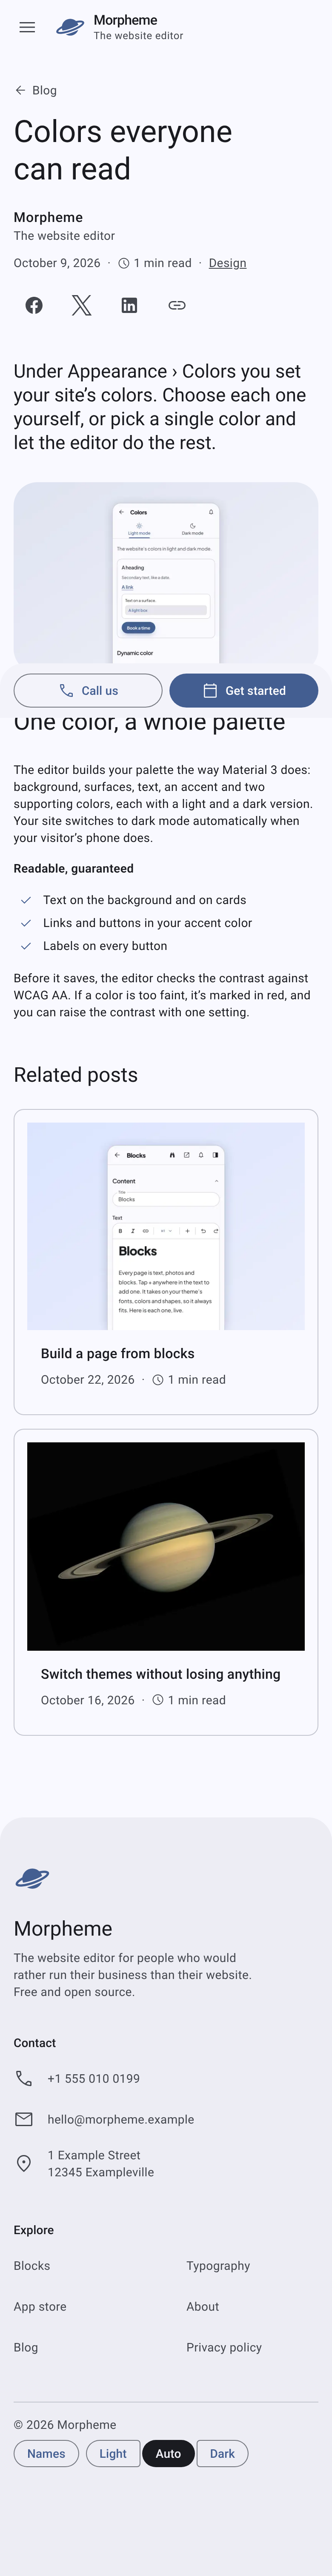 Morpheme
The website editor
Blog
Colors everyone
can read
Morpheme
The website editor
October 9, 2026 · 1 min read · Design
Under Appearance › Colors you set
your site’s colors. Choose each one
yourself, or pick a single color and
let the editor do the rest.
Colors
Light mode
Dark mode
The website's colors in light and dark mode.
A heading
Secondary text, like a date.
A link
Text on a surface
A light box
Book a time
Dynamic color
Call us
Get started
One color, a whole palette
The editor builds your palette the way Material 3 does:
background, surfaces, text, an accent and two
supporting colors, each with a light and a dark version.
Your site switches to dark mode automatically when
your visitor’s phone does.
Readable, guaranteed
Text on the background and on cards
Links and buttons in your accent color
Labels on every button
Before it saves, the editor checks the contrast against
WCAG AA. If a color is too faint, it’s marked in red, and
you can raise the contrast with one setting.
Related posts
Blocks
Content
Title
Blocks
Text
B I
Blocks
Every page is text, photos and
blocks. Tap + anywhere in the text to
add one. It takes on your theme's
fonts, colors and shapes, so it always
fits. Here is each one, live.
Build a page from blocks
October 22, 2026 · 1 min read
Switch themes without losing anything
October 16, 2026 · 1 min read
Morpheme
The website editor for people who would
rather run their business than their website.
Free and open source.
Contact
+1 555 010 0199
hello@morpheme.example
1 Example Street
12345 Exampleville
Explore
Blocks
Typography
App store
About
Blog
Privacy policy
© 2026 Morpheme
Names
Light
Auto
Dark